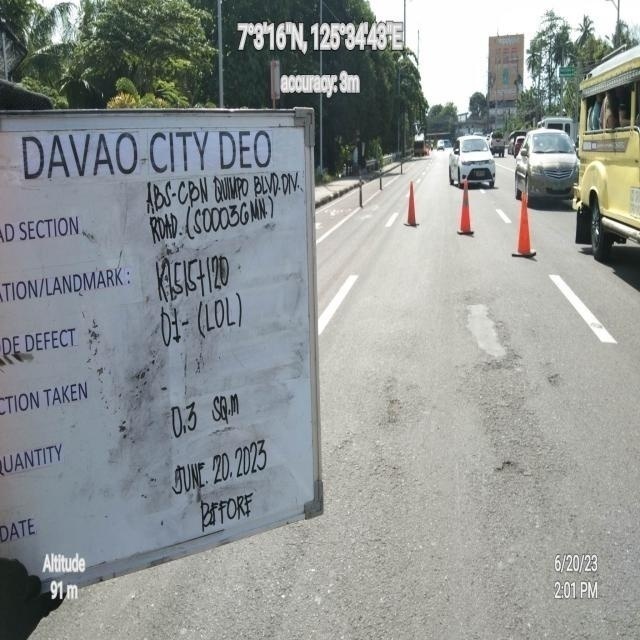 7°3'16"N, 125°34'43"E
accuracy: 3m
DAVAO CITY DEO
AD SECTION
ABS-CBN QUIMPO BLVD. DIV.
ROAD. (S00036MN)
ATION/LANDMARK:
K1515+120
DE DEFECT
01- (LOL)
CTION TAKEN
0.3 SQ.M
QUANTITY
JUNE. 20. 2023
DATE
BEFORE
Altitude
91 m
6/20/23
2:01 PM